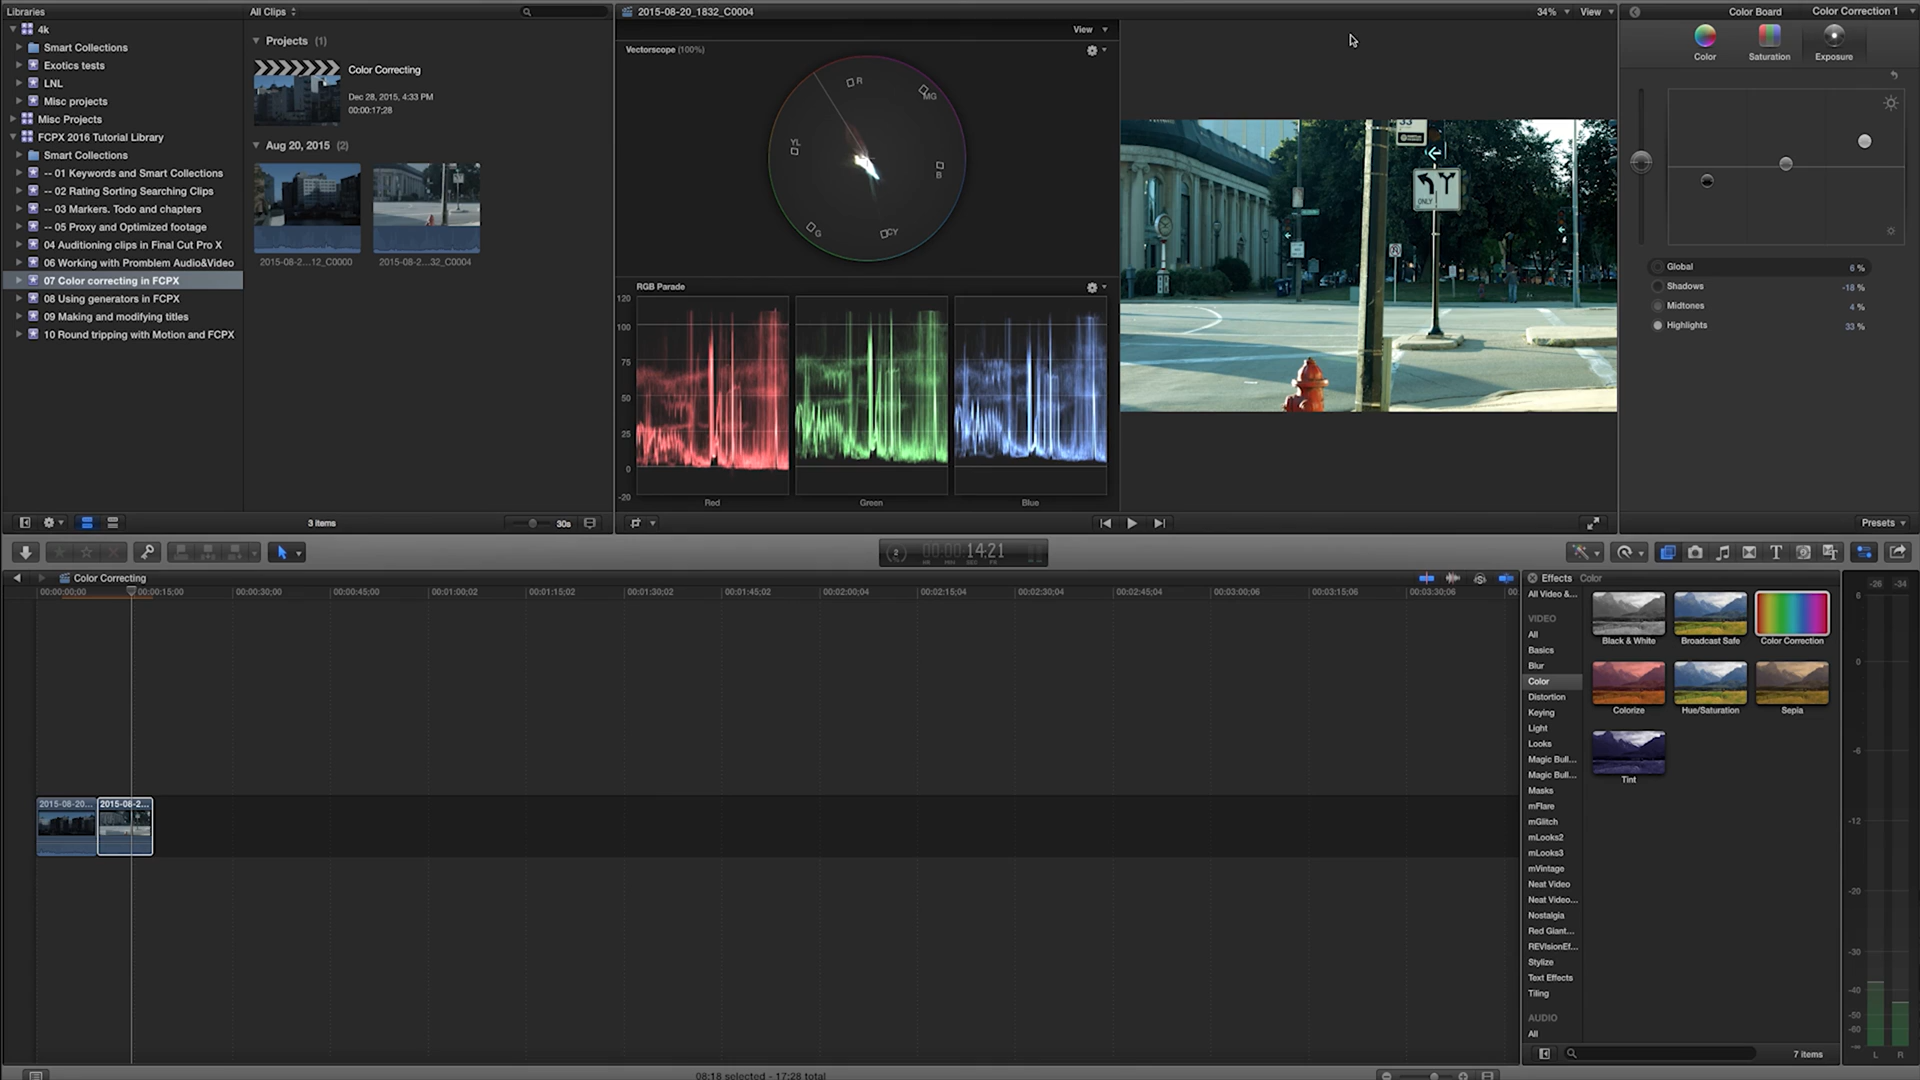 Libraries
4k
Smart Collections
Exotics tests
LNL
Misc projects
Misc Projects
FCPX 2016 Tutorial Library
Smart Collections
-- 01 Keywords and Smart Collections
-- 02 Rating Sorting Searching Clips
-- 03 Markers. Todo and chapters
-- 05 Proxy and Optimized footage
04 Auditioning clips in Final Cut Pro X
06 Working with Promblem Audio&Video
07 Color correcting in FCPX
08 Using generators in FCPX
09 Making and modifying titles
10 Round tripping with Motion and FCPX
All Clips
Projects (1)
Color Correcting
Dec 28, 2015, 4:33 PM
00:00:17;28
Aug 20, 2015 (2)
2015-08-2...12_C0000
2015-08-2...32_C0004
3 items
30s
2015-08-20_1832_C0004
34%
View
View
Vectorscope (100%)
R
MG
YL
B
G
CY
RGB Parade
120
100
75
50
25
0
-20
Red
Green
Blue
33
ONLY
Color Board
Color Correction 1
Color
Saturation
Exposure
Global 6 %
Shadows -18 %
Midtones 4 %
Highlights 33 %
Presets
00:00:14:21
Color Correcting
00:00:00;00
00:00:15;00
00:00:30;00
00:00:45;00
00:01:00;02
00:01:15;02
00:01:30;02
00:01:45;02
00:02:00;04
00:02:15;04
00:02:30;04
00:02:45;04
00:03:00;06
00:03:15;06
00:03:30;06
00:
2015-08-20...
2015-08-2...
08:18 selected - 17:28 total
Effects Color
All Video &...
VIDEO
All
Basics
Blur
Color
Distortion
Keying
Light
Looks
Magic Bull...
Magic Bull...
Masks
mFlare
mGlitch
mLooks2
mLooks3
mVintage
Neat Video
Neat Video...
Nostalgia
Red Giant...
REVisionEf...
Stylize
Text Effects
Tiling
AUDIO
All
Black & White
Broadcast Safe
Color Correction
Colorize
Hue/Saturation
Sepia
Tint
7 items
-26 -34
6
0
-6
-12
-20
-30
-40
-50
-60
-∞
L R